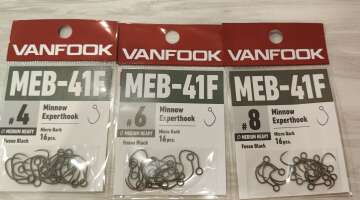 VANFOOK
MEB-41F
#4
Minnow
Experthook
MEDIUM HEAVY
Micro Barb
16pcs.
Fusso Black
VANFOOK
MEB-41F
#6
Minnow
Experthook
MEDIUM HEAVY
Micro Barb
16pcs.
Fusso Black
VANFOOK
MEB-41F
#8
Minnow
Experthook
MEDIUM HEAVY
Micro Barb
16pcs.
Fusso Black